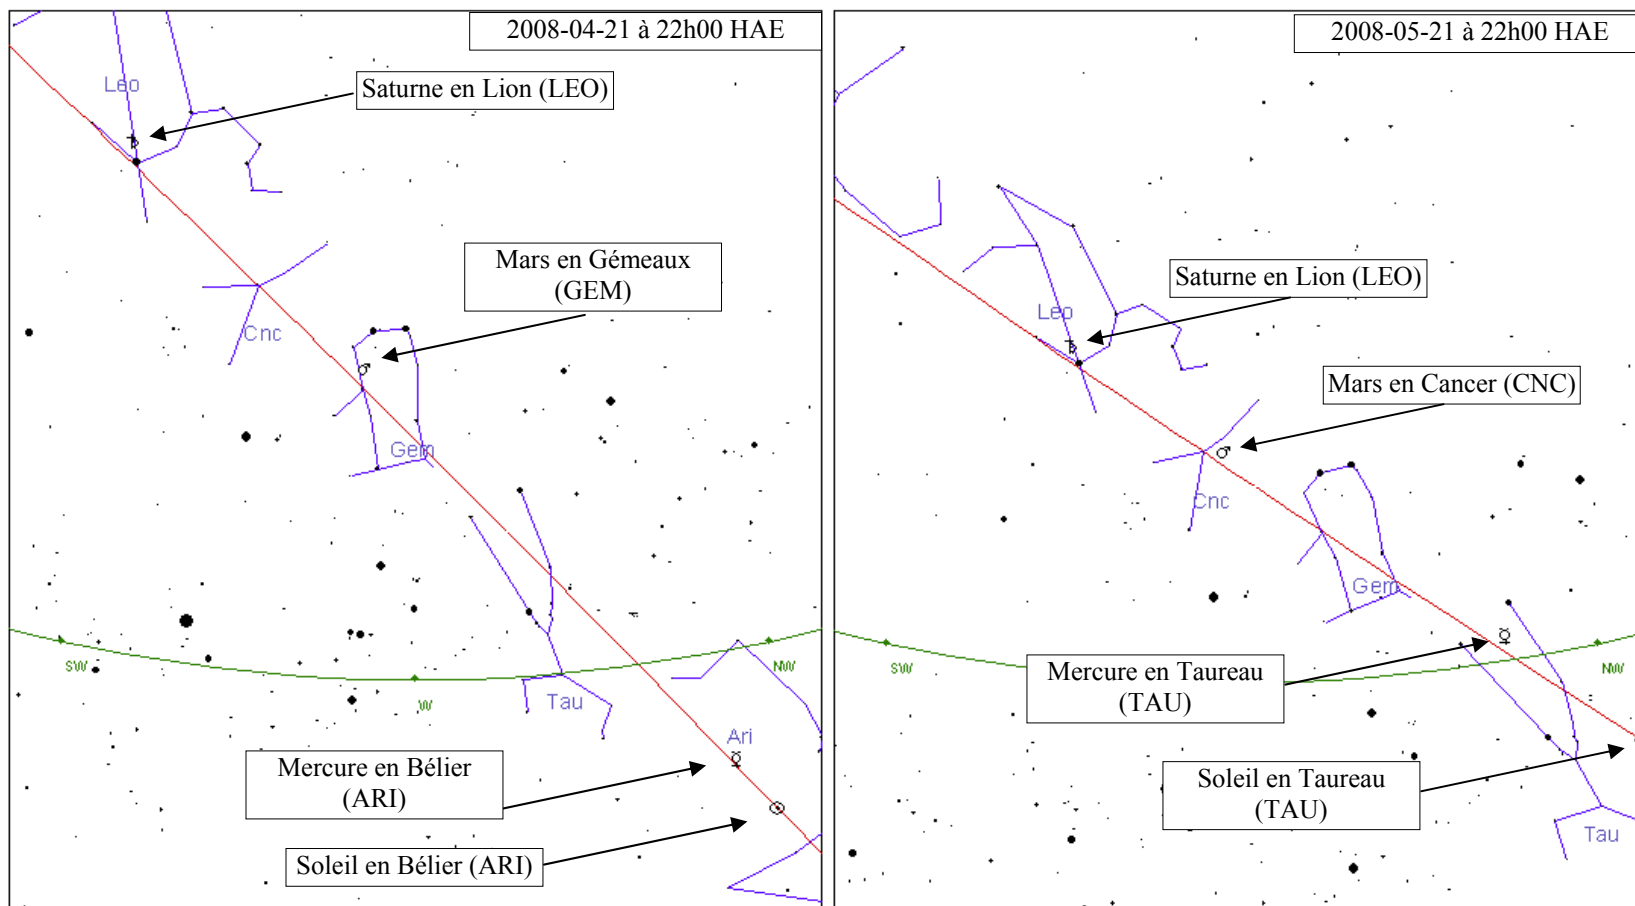 2008-04-21 à 22h00 HAE
Leo
Saturne en Lion (LEO)
Mars en Gémeaux
(GEM)
Cnc
Gem
SW
W
NW
Tau
Ari
Mercure en Bélier
(ARI)
Soleil en Bélier (ARI)
2008-05-21 à 22h00 HAE
Saturne en Lion (LEO)
Leo
Mars en Cancer (CNC)
Cnc
Gem
SW
NW
Mercure en Taureau
(TAU)
Soleil en Taureau
(TAU)
Tau